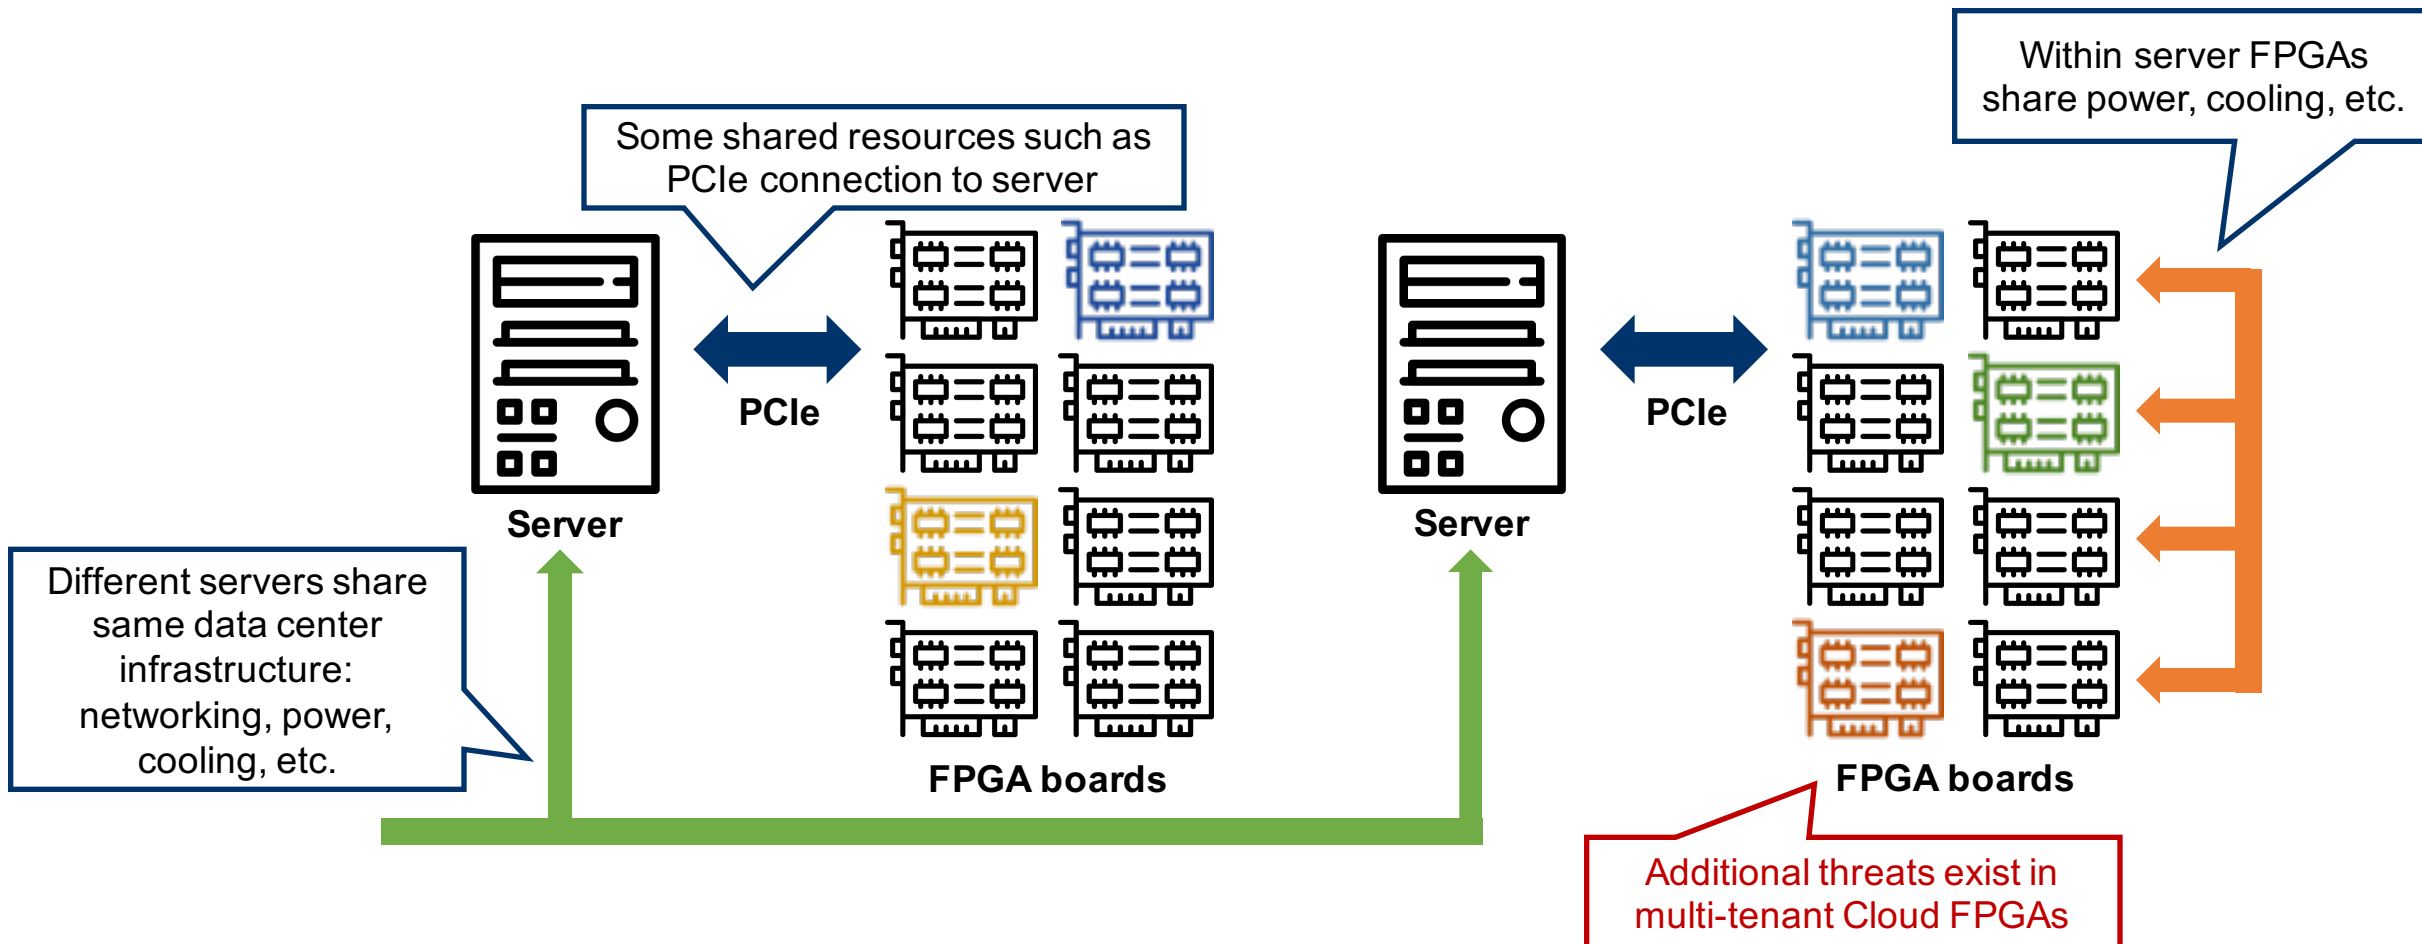 Within server FPGAs
share power, cooling, etc.
Some shared resources such as
PCIe connection to server
PCIe
PCIe
Server
Server
Different servers share
same data center
infrastructure:
networking, power,
cooling, etc.
FPGA boards
FPGA boards
Additional threats exist in
multi-tenant Cloud FPGAs